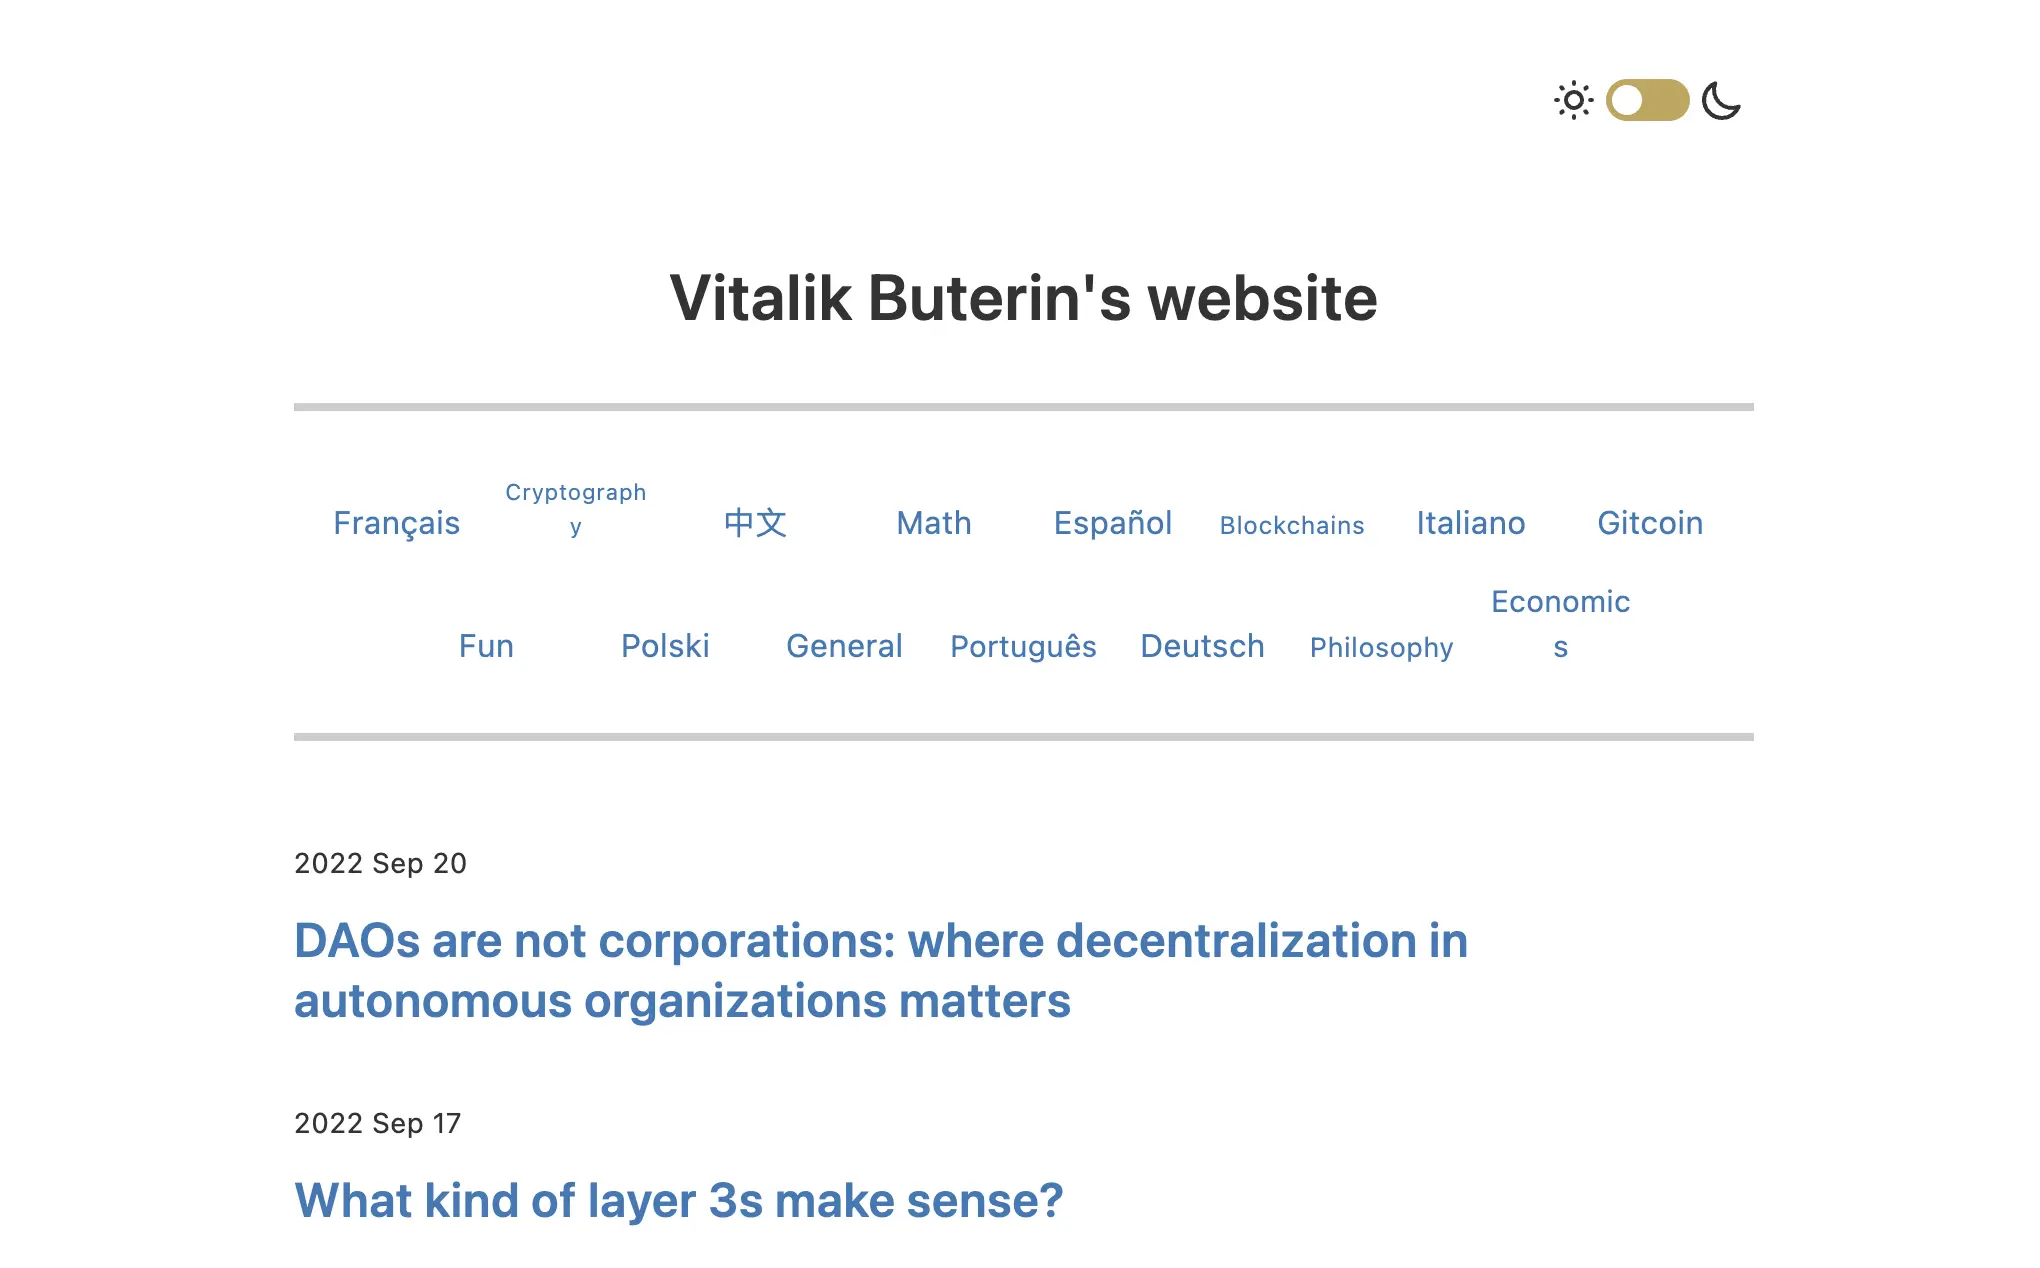 Vitalik Buterin's website
Français
Cryptograph
y
中文
Math
Español
Blockchains
Italiano
Gitcoin
Fun
Polski
General
Português
Deutsch
Philosophy
Economic
s
2022 Sep 20
DAOs are not corporations: where decentralization in
autonomous organizations matters
2022 Sep 17
What kind of layer 3s make sense?